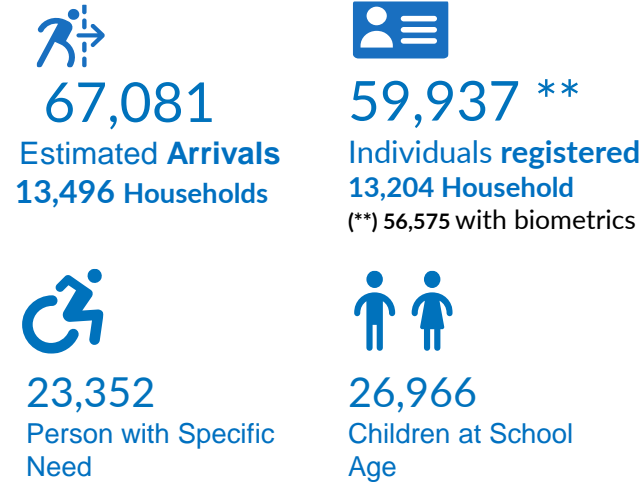 67,081
Estimated Arrivals
13,496 Households
59,937 **
Individuals registered
13,204 Household
(**) 56,575 with biometrics
23,352
Person with Specific
Need
26,966
Children at School
Age